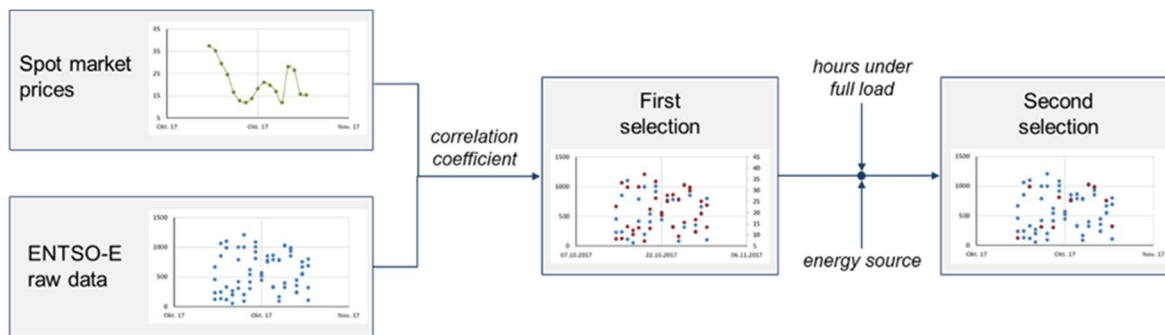 Spot market
prices
45
35
25
15
5
Okt. 17
Okt. 17
Nov. 17
ENTSO-E
raw data
1500
1000
500
0
Okt. 17
Okt. 17
Nov. 17
correlation
coefficient
First
selection
1500
1000
500
0
45
40
35
30
25
20
15
10
5
07.10.2017
22.10.2017
06.11.2017
hours under
full load
energy source
Second
selection
1500
1000
500
0
Okt. 17
Okt. 17
Nov. 17